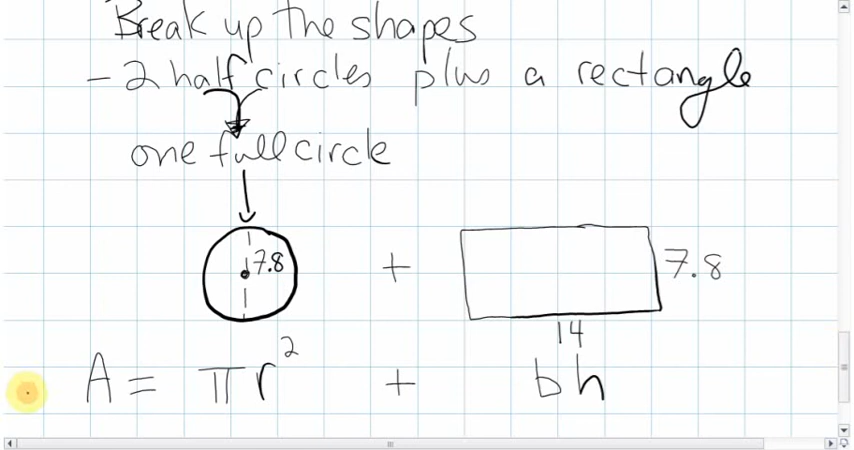 Break up the shapes
- 2 half circles plus a rectangle
one full circle
7.8 + 7.8
14
A = πr² + bh